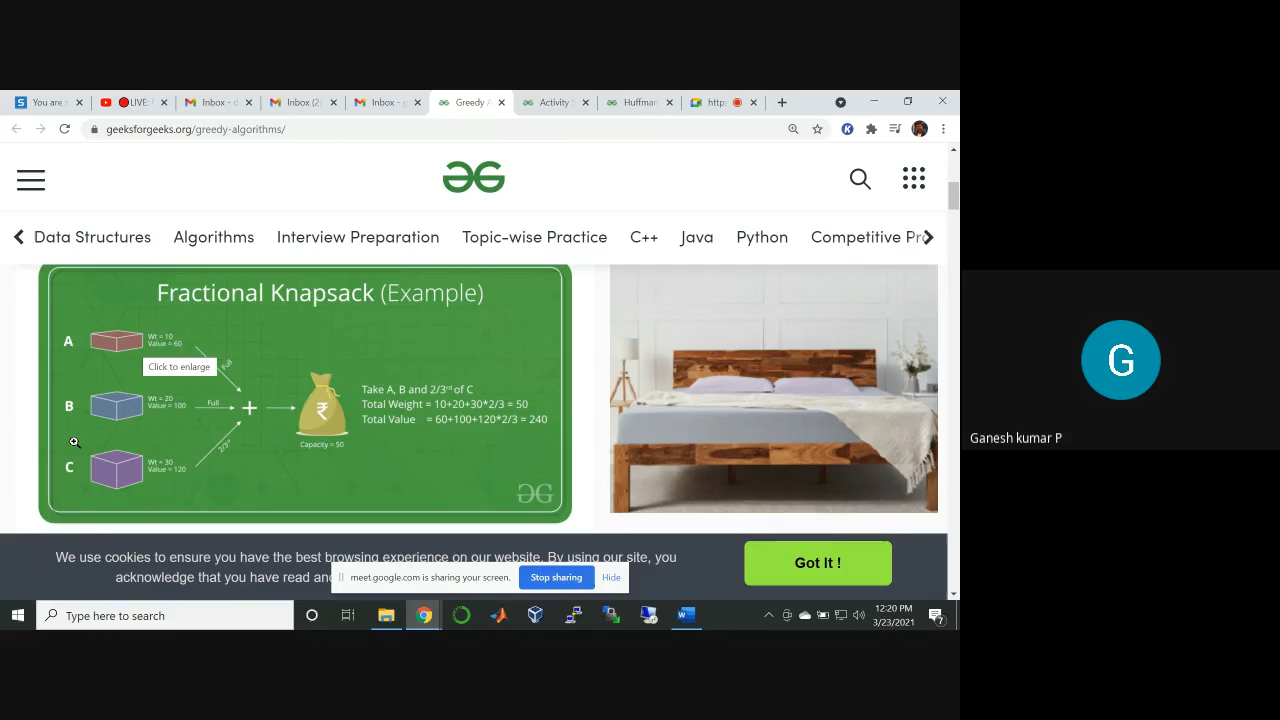 You are
LIVE:
Inbox - d
Inbox (2)
Inbox - g
Greedy A
Activity S
Huffman
https
geeksforgeeks.org/greedy-algorithms/
Data Structures
Algorithms
Interview Preparation
Topic-wise Practice
C++
Java
Python
Competitive Pr
Fractional Knapsack (Example)
A
Wt = 10
Value = 60
Click to enlarge
Full
B
Wt = 20
Value = 100
Full
C
Wt = 30
Value = 120
2/3rd
Capacity = 50
Take A, B and 2/3rd of C
Total Weight = 10+20+30*2/3 = 50
Total Value = 60+100+120*2/3 = 240
We use cookies to ensure you have the best browsing experience on our website. By using our site, you
acknowledge that you have read an
Got It !
meet.google.com is sharing your screen.
Stop sharing
Hide
Type here to search
12:20 PM
3/23/2021
7
G
Ganesh kumar P